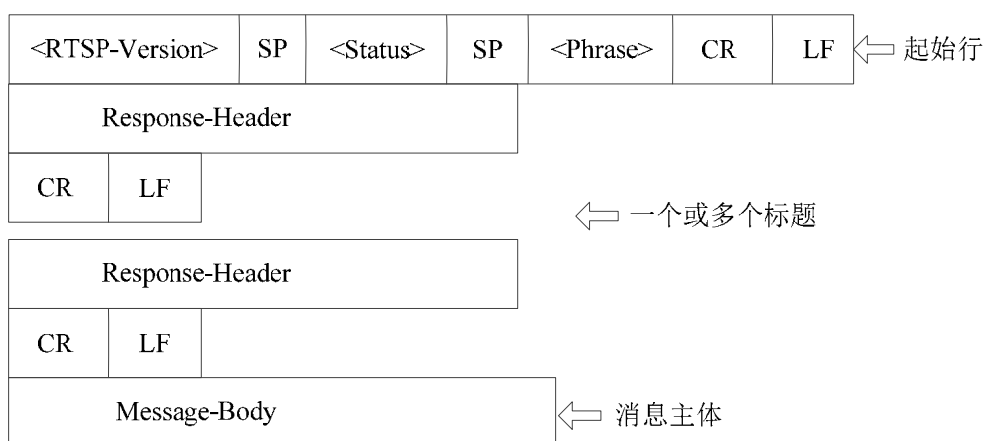 <RTSP-Version> SP <Status> SP <Phrase> CR LF 起始行
Response-Header
CR LF
一个或多个标题
Response-Header
CR LF
Message-Body 消息主体